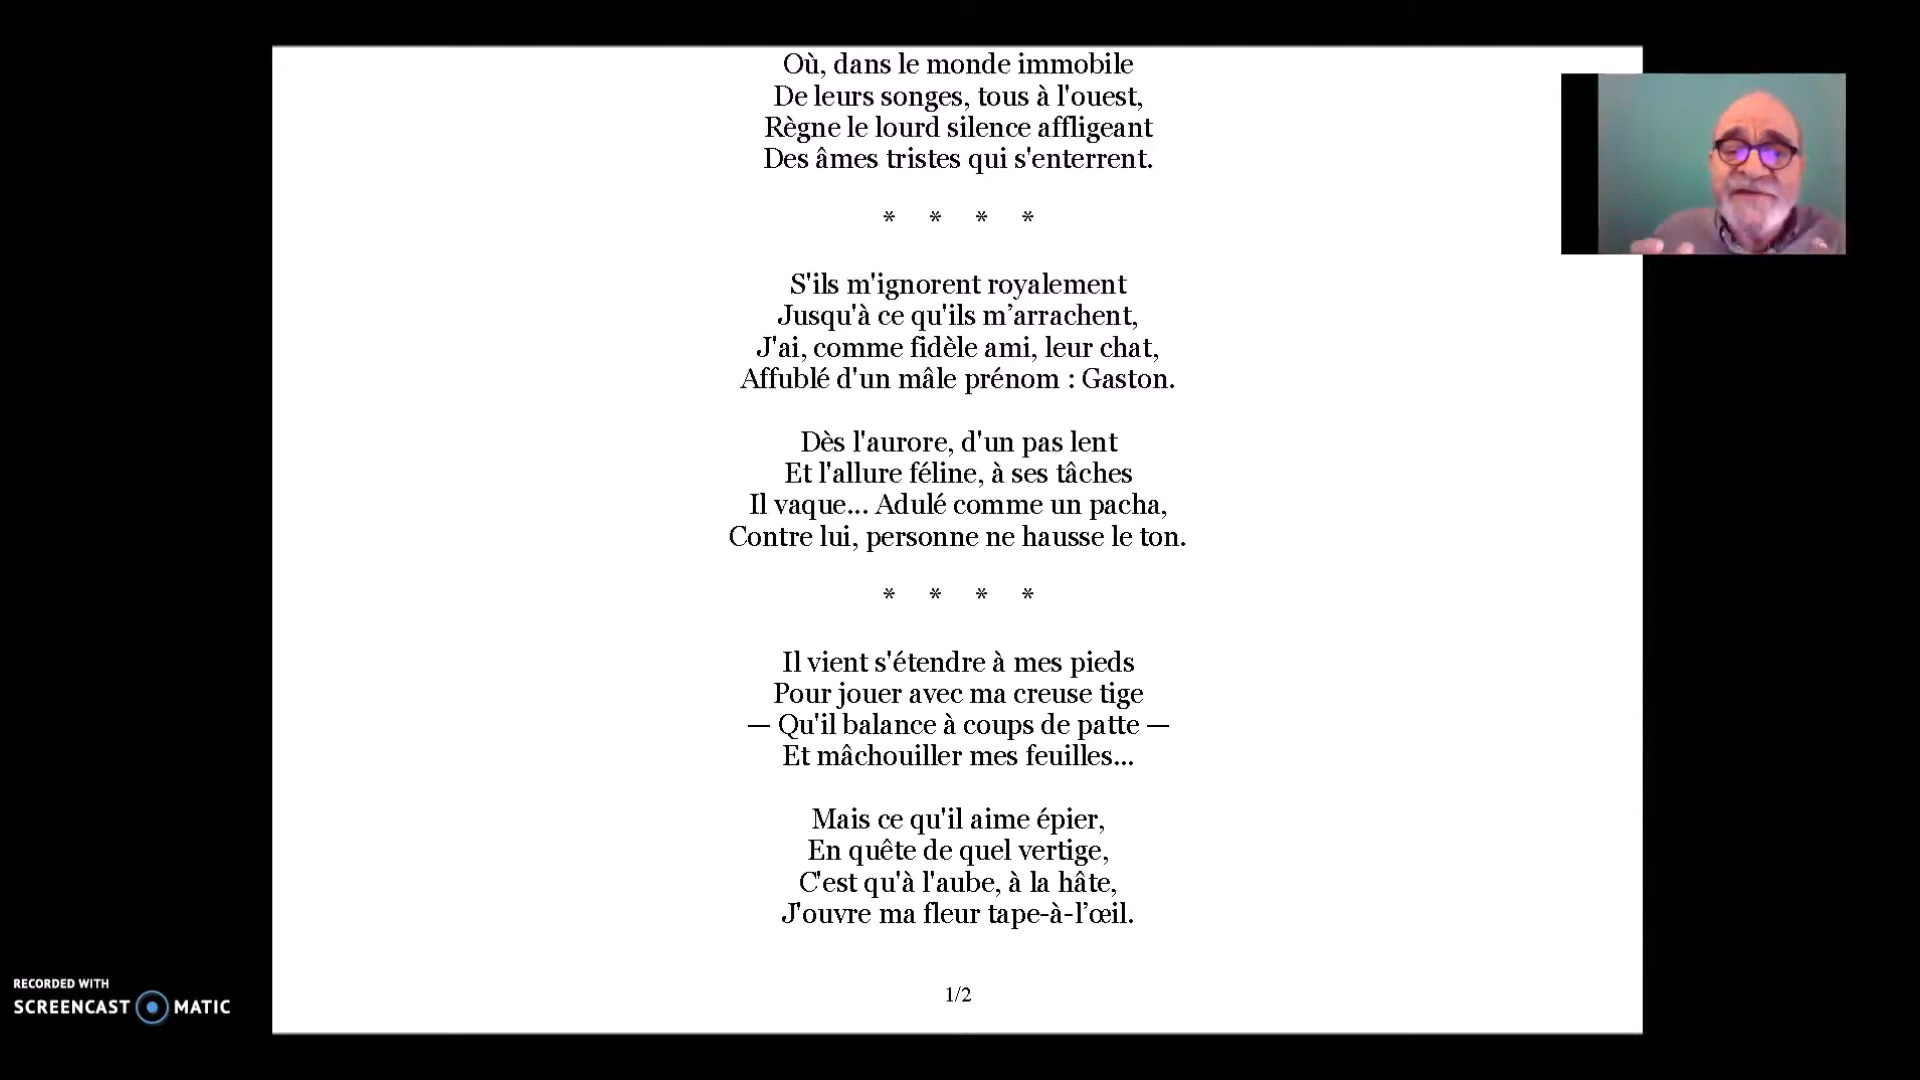 Où, dans le monde immobile
De leurs songes, tous à l'ouest,
Règne le lourd silence affligeant
Des âmes tristes qui s'enterrent.
* * * *
S'ils m'ignorent royalement
Jusqu'à ce qu'ils m’arrachent,
J'ai, comme fidèle ami, leur chat,
Affublé d'un mâle prénom : Gaston.
Dès l'aurore, d'un pas lent
Et l'allure féline, à ses tâches
Il vaque... Adulé comme un pacha,
Contre lui, personne ne hausse le ton.
* * * *
Il vient s'étendre à mes pieds
Pour jouer avec ma creuse tige
— Qu'il balance à coups de patte —
Et mâchouiller mes feuilles...
Mais ce qu'il aime épier,
En quête de quel vertige,
C'est qu'à l'aube, à la hâte,
J'ouvre ma fleur tape-à-l’œil.
1/2
RECORDED WITH
SCREENCAST MATIC